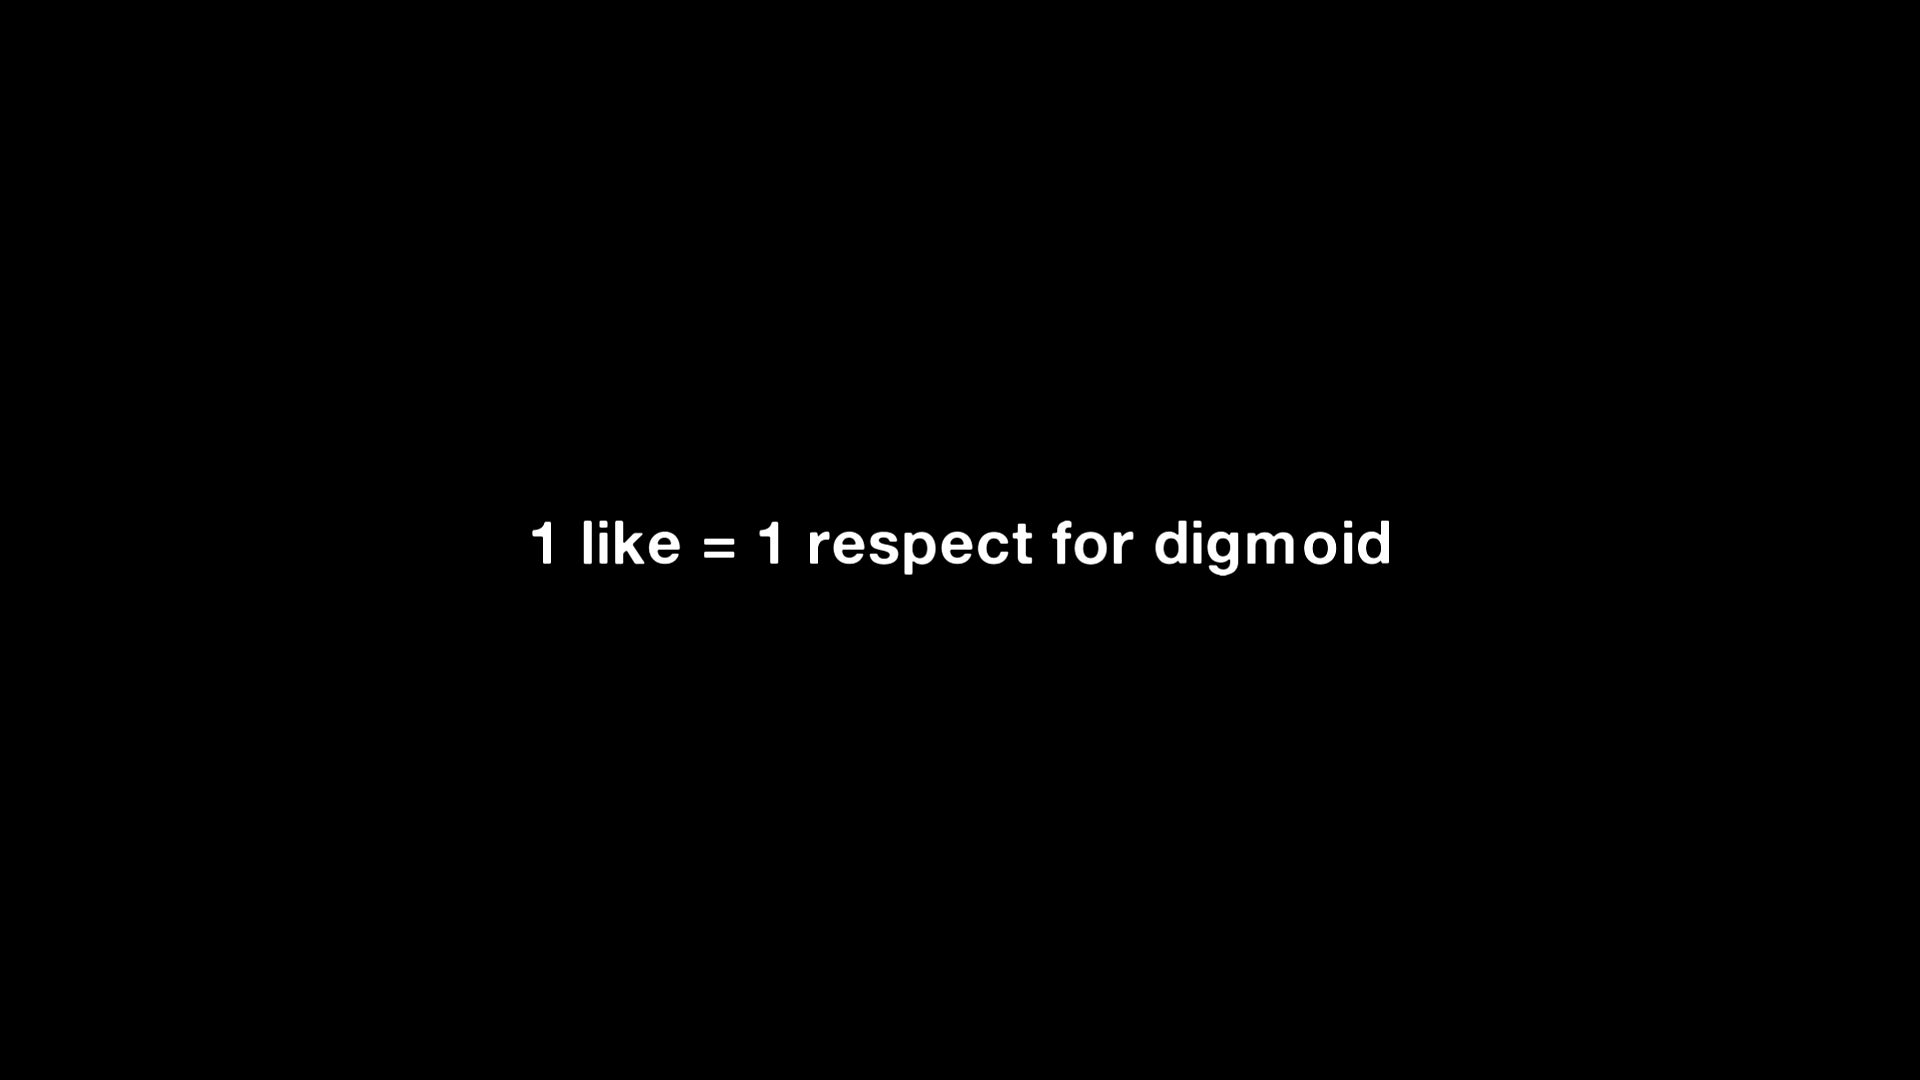 1 like = 1 respect for digmoid